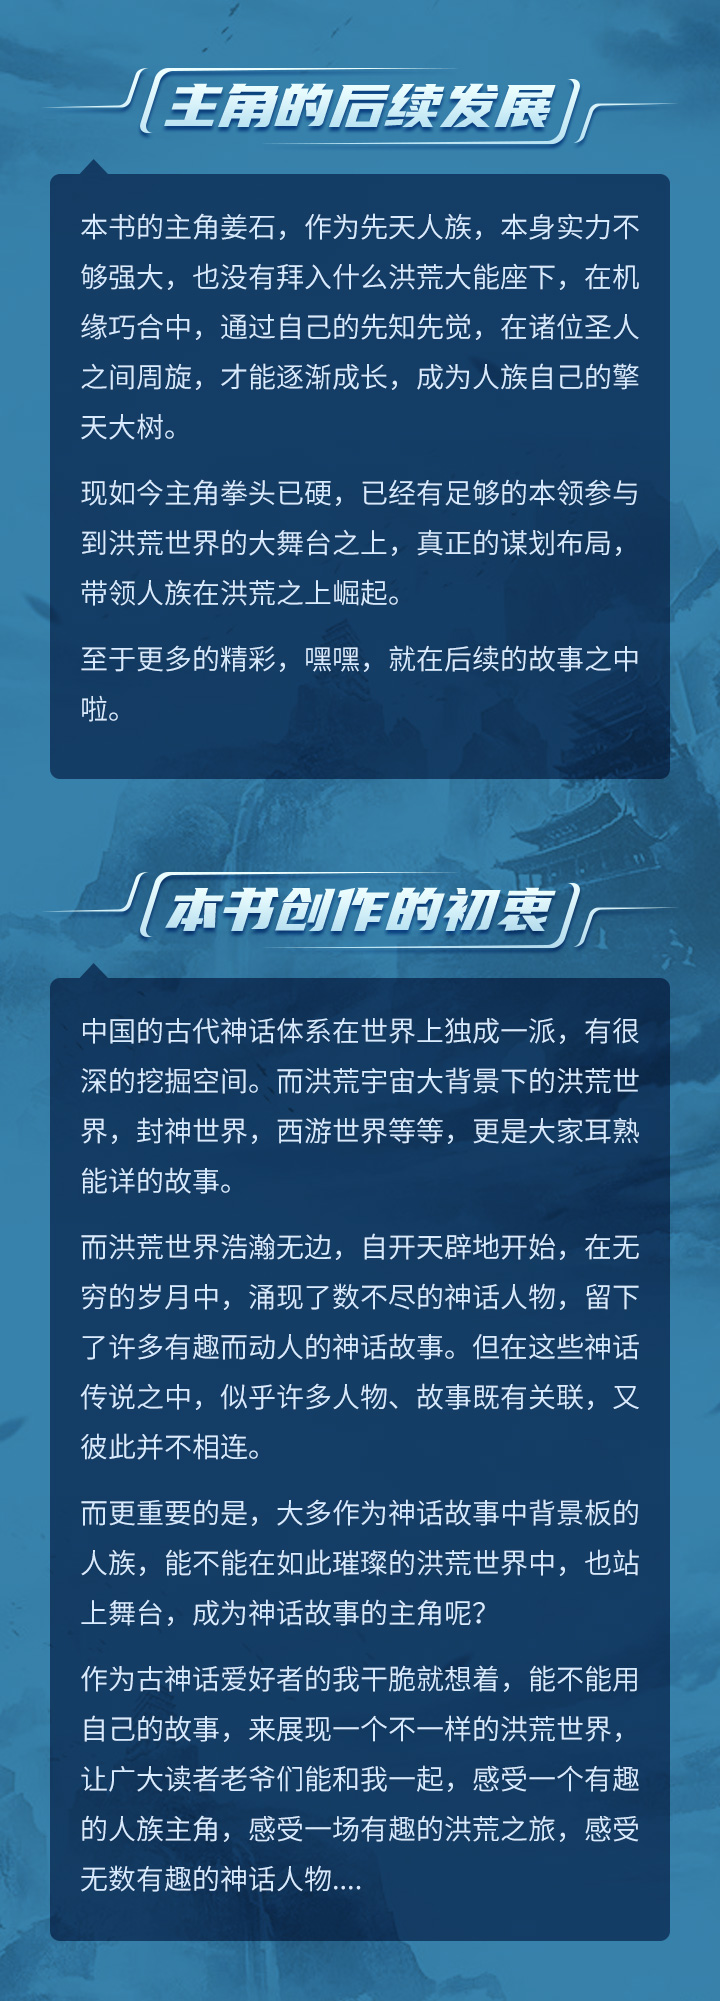 主角的后续发展
本书的主角姜石，作为先天人族，本身实力不
够强大，也没有拜入什么洪荒大能座下，在机
缘巧合中，通过自己的先知先觉，在诸位圣人
之间周旋，才能逐渐成长，成为人族自己的擎
天大树。
现如今主角拳头已硬，已经有足够的本领参与
到洪荒世界的大舞台之上，真正的谋划布局，
带领人族在洪荒之上崛起。
至于更多的精彩，嘿嘿，就在后续的故事之中
啦。
本书创作的初衷
中国的古代神话体系在世界上独成一派，有很
深的挖掘空间。而洪荒宇宙大背景下的洪荒世
界，封神世界，西游世界等等，更是大家耳熟
能详的故事。
而洪荒世界浩瀚无边，自开天辟地开始，在无
穷的岁月中，涌现了数不尽的神话人物，留下
了许多有趣而动人的神话故事。但在这些神话
传说之中，似乎许多人物、故事既有关联，又
彼此并不相连。
而更重要的是，大多作为神话故事中背景板的
人族，能不能在如此璀璨的洪荒世界中，也站
上舞台，成为神话故事的主角呢？
作为古神话爱好者的我干脆就想着，能不能用
自己的故事，来展现一个不一样的洪荒世界，
让广大读者老爷们能和我一起，感受一个有趣
的人族主角，感受一场有趣的洪荒之旅，感受
无数有趣的神话人物....